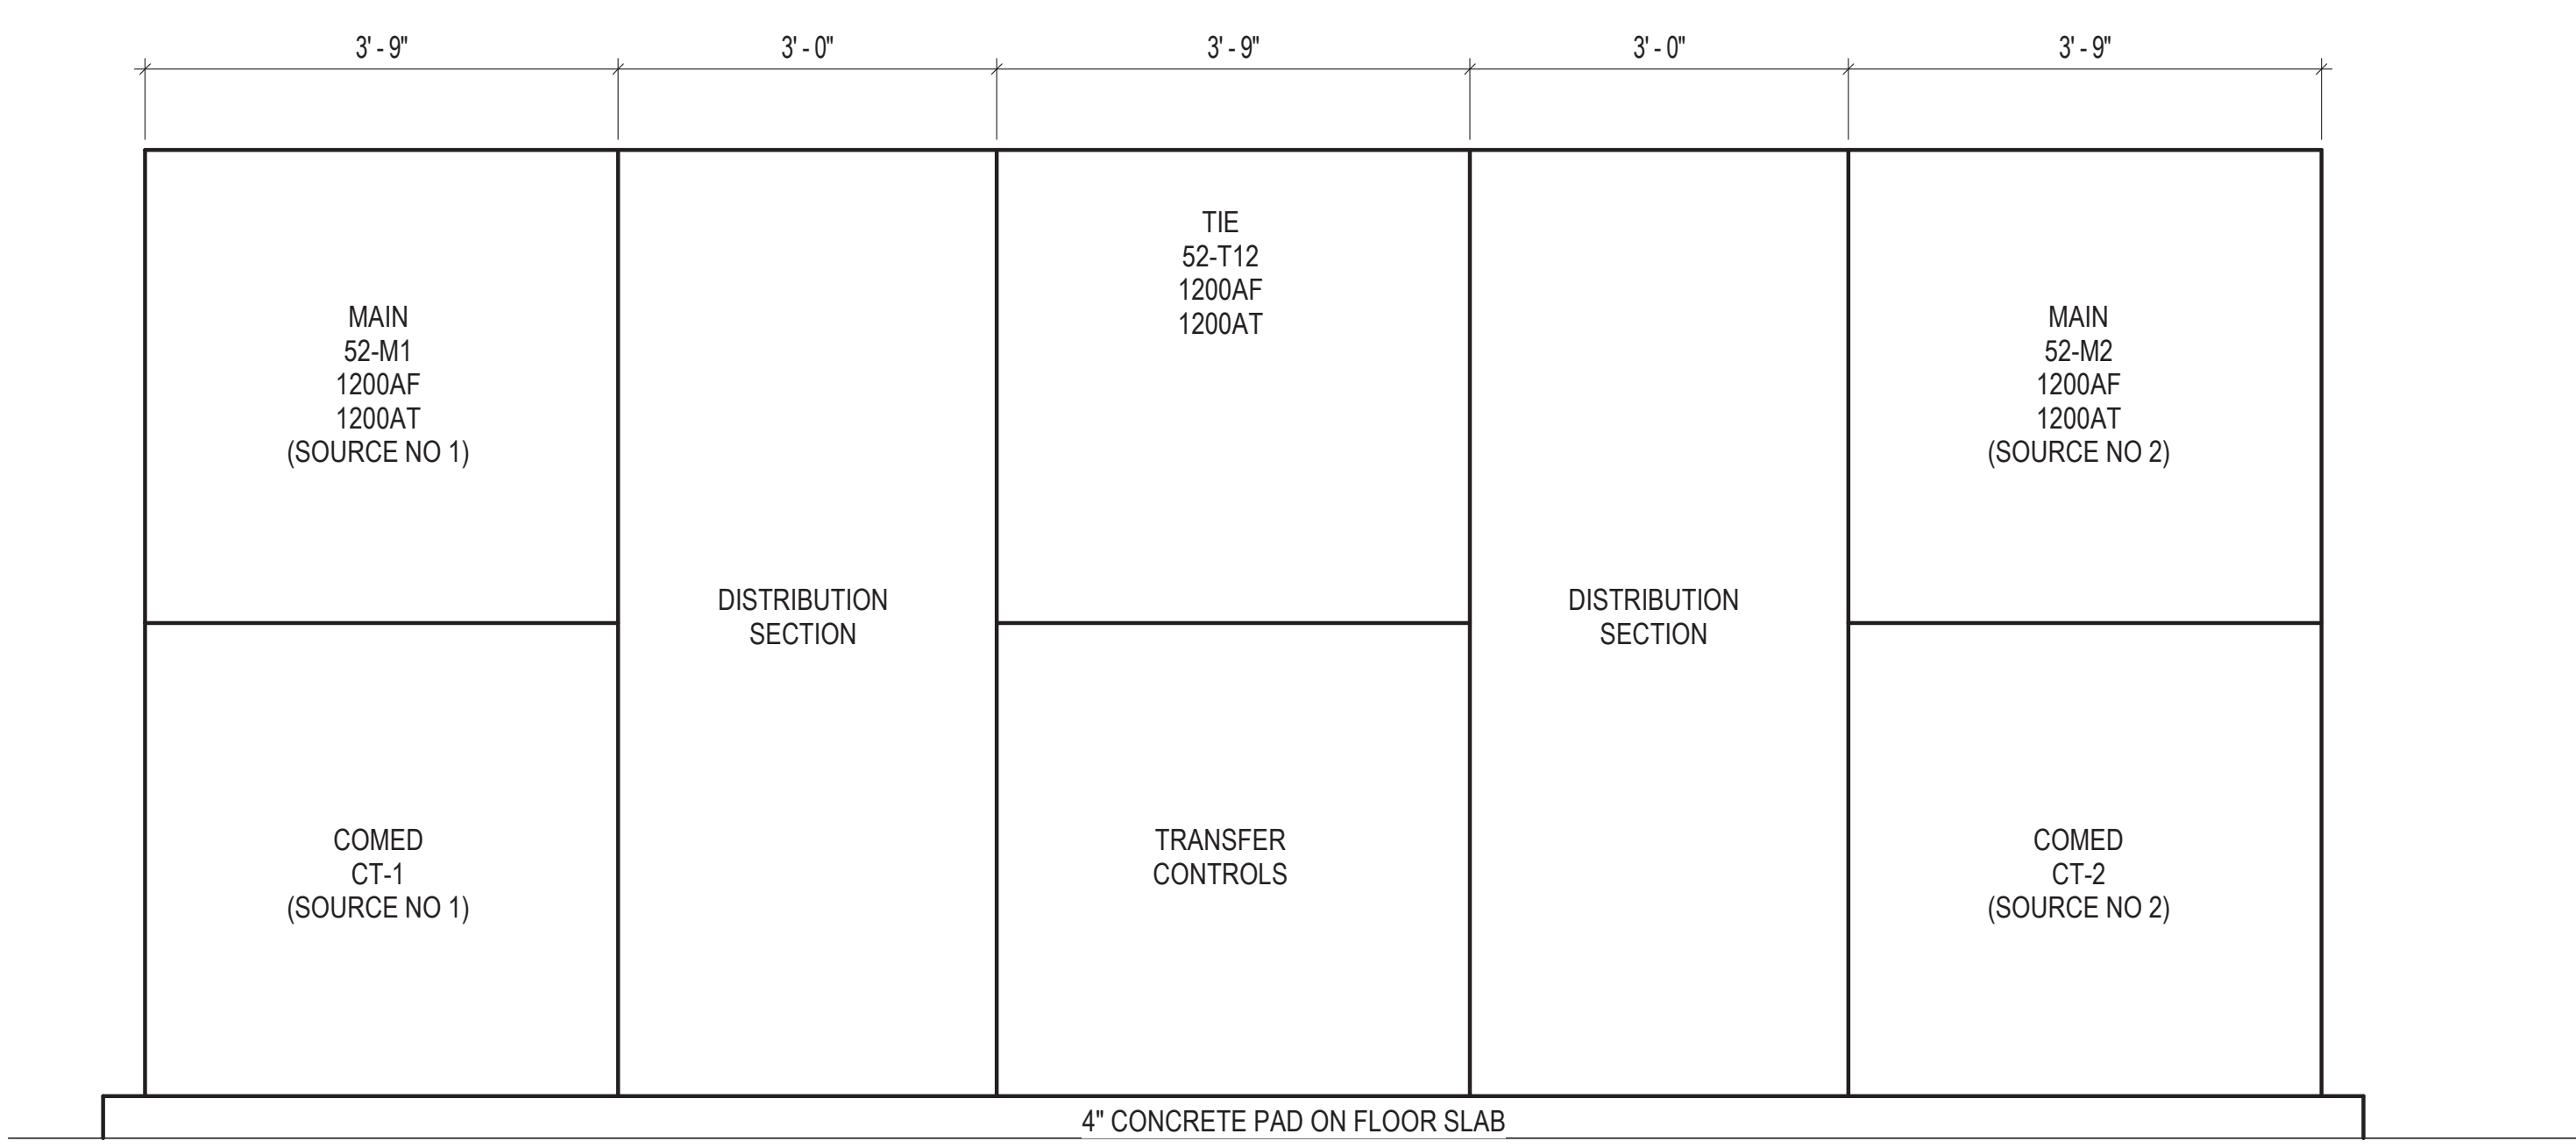 3' - 9"
3' - 0"
3' - 9"
3' - 0"
3' - 9"
MAIN
52-M1
1200AF
1200AT
(SOURCE NO 1)
COMED
CT-1
(SOURCE NO 1)
DISTRIBUTION
SECTION
TIE
52-T12
1200AF
1200AT
TRANSFER
CONTROLS
DISTRIBUTION
SECTION
MAIN
52-M2
1200AF
1200AT
(SOURCE NO 2)
COMED
CT-2
(SOURCE NO 2)
4" CONCRETE PAD ON FLOOR SLAB